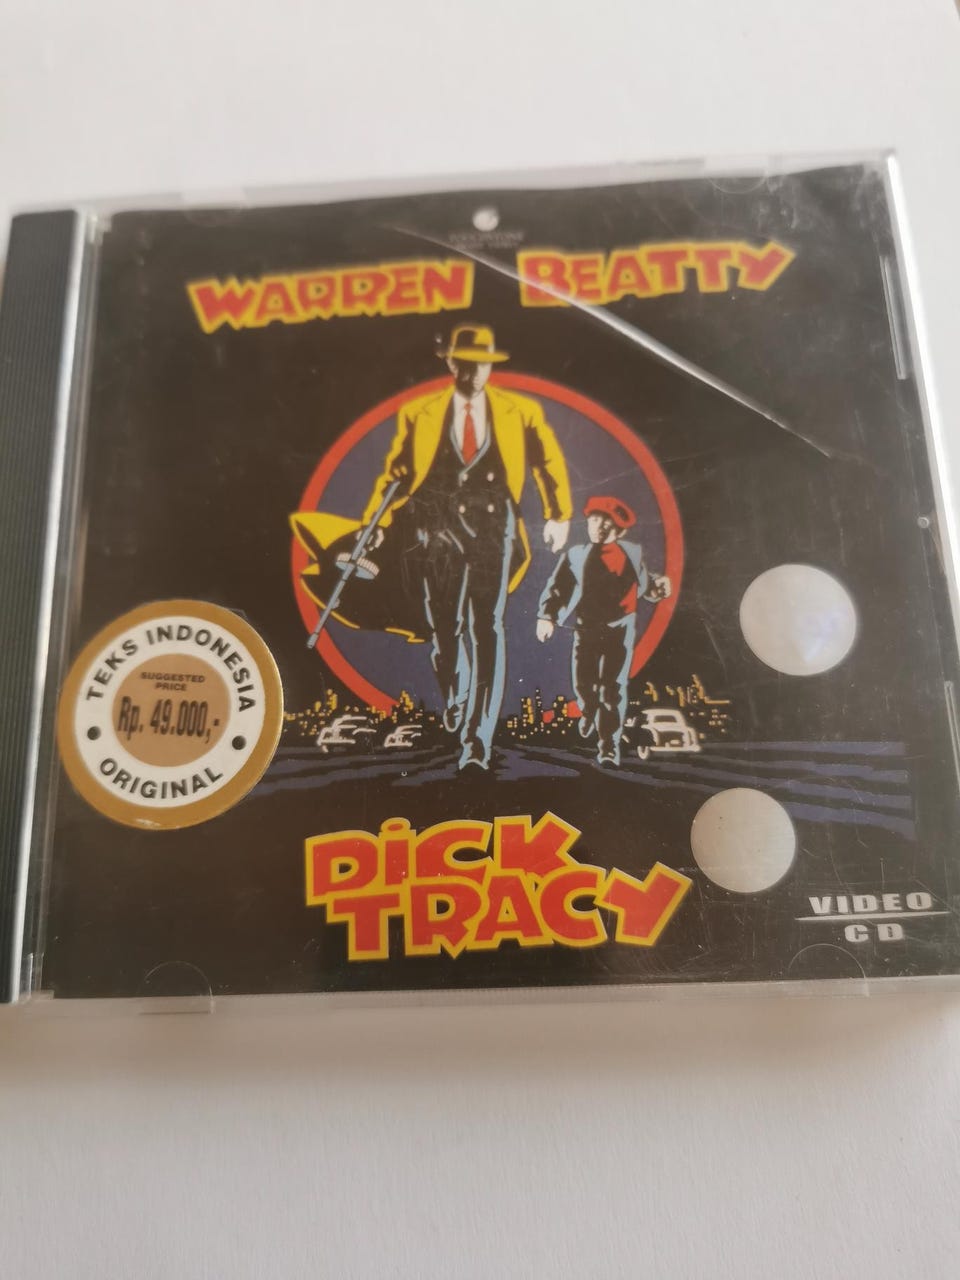 WARREN BEATTY
TEKS INDONESIA
SUGGESTED
PRICE
Rp. 49.000,-
ORIGINAL
DiCK
TRACY
VIDEO
CD